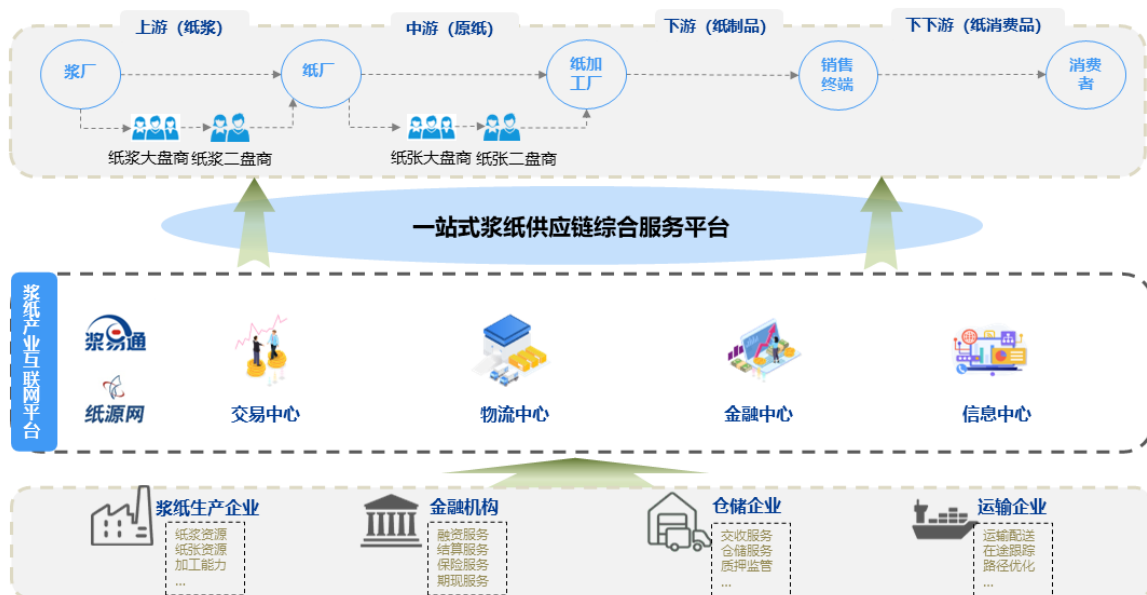 上游（纸浆）
中游（原纸）
下游（纸制品）
下下游（纸消费品）
浆厂
纸厂
纸加
工厂
销售
终端
消费
者
纸浆大盘商
纸浆二盘商
纸张大盘商
纸张二盘商
一站式浆纸供应链综合服务平台
浆纸产业互联网平台
浆易通
纸源网
交易中心
物流中心
金融中心
信息中心
浆纸生产企业
纸浆资源
纸张资源
加工能力
...
金融机构
融资服务
结算服务
保险服务
期现服务
仓储企业
交收服务
仓储服务
质押监管
...
运输企业
运输配送
在途跟踪
路径优化
...